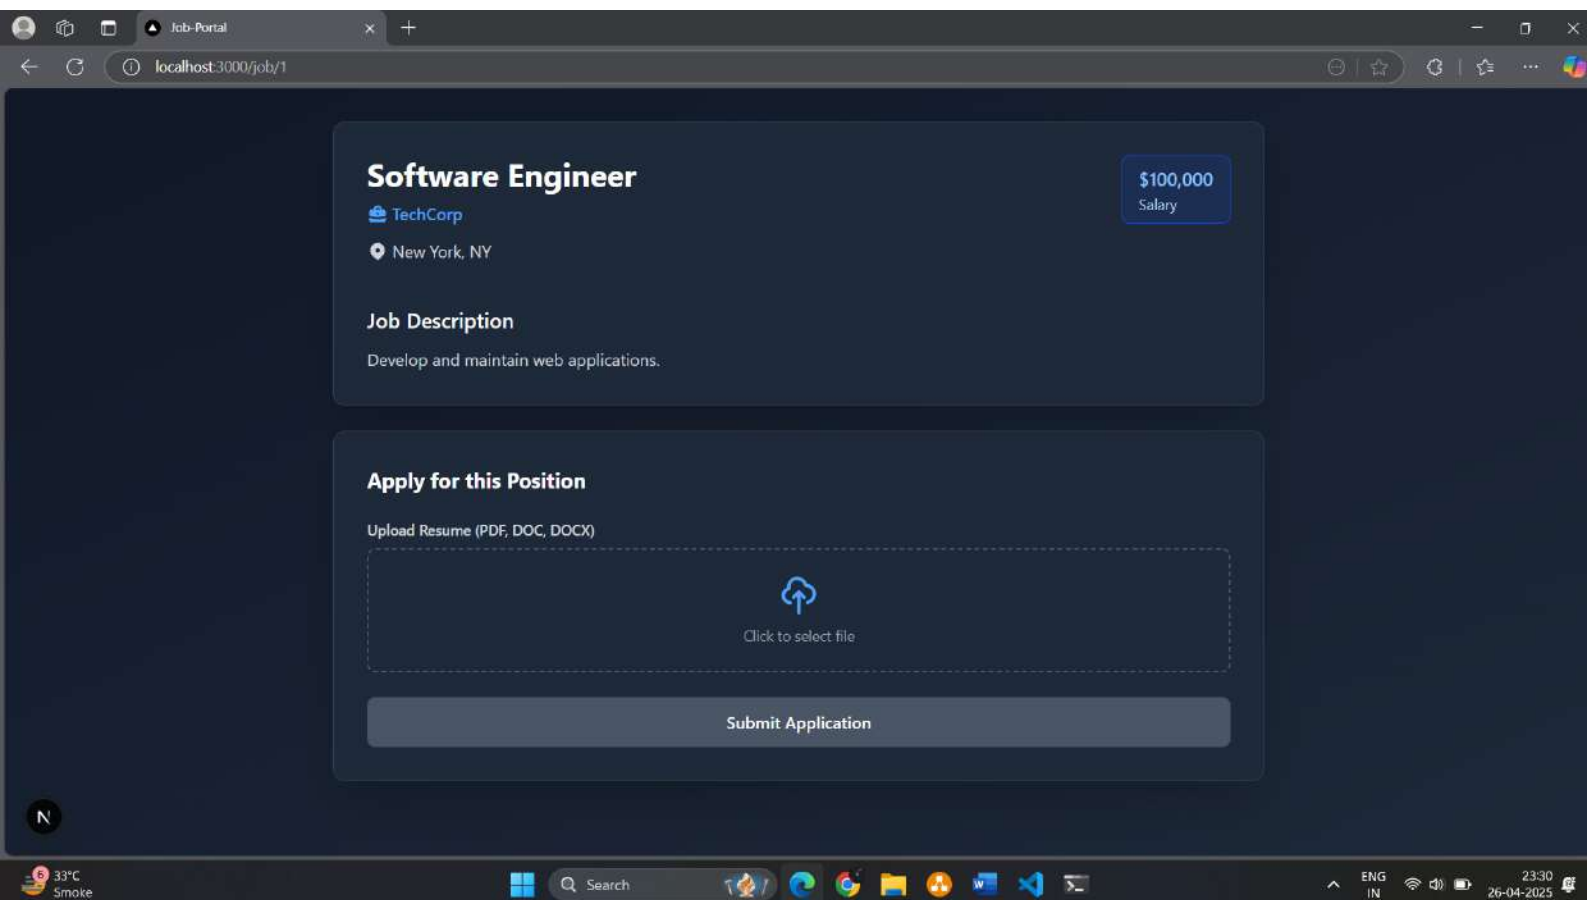 Job-Portal
localhost:3000/job/1
Software Engineer
TechCorp
New York, NY
$100,000
Salary
Job Description
Develop and maintain web applications.
Apply for this Position
Upload Resume (PDF, DOC, DOCX)
Click to select file
Submit Application
N
6
33°C
Smoke
Search
ENG
IN
23:30
26-04-2025